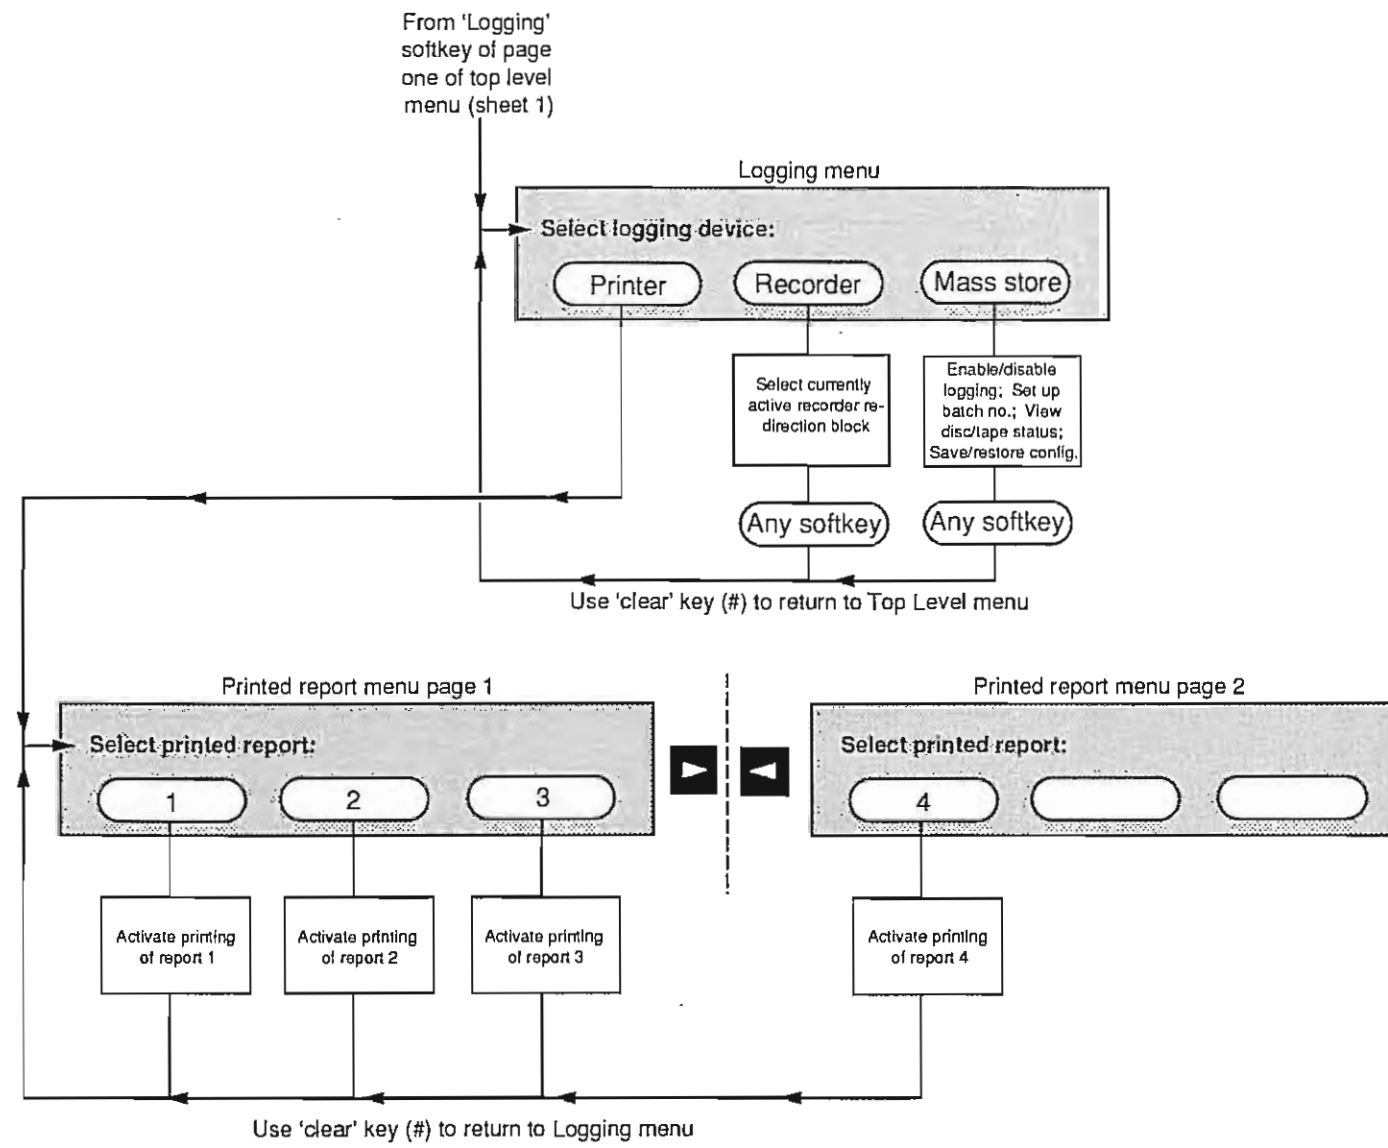 From ‘Logging’
softkey of page
one of top level
menu (sheet 1)
Logging menu
Select logging device:
Printer
Recorder
Mass store
Select currently
active recorder re-
direction block
Enable/disable
logging; Set up
batch no.; View
disc/tape status;
Save/restore config.
Any softkey
Any softkey
Use ‘clear’ key (#) to return to Top Level menu
Printed report menu page 1
Select printed report:
1
2
3
Printed report menu page 2
Select printed report:
4
Activate printing
of report 1
Activate printing
of report 2
Activate printing
of report 3
Activate printing
of report 4
Use ‘clear’ key (#) to return to Logging menu